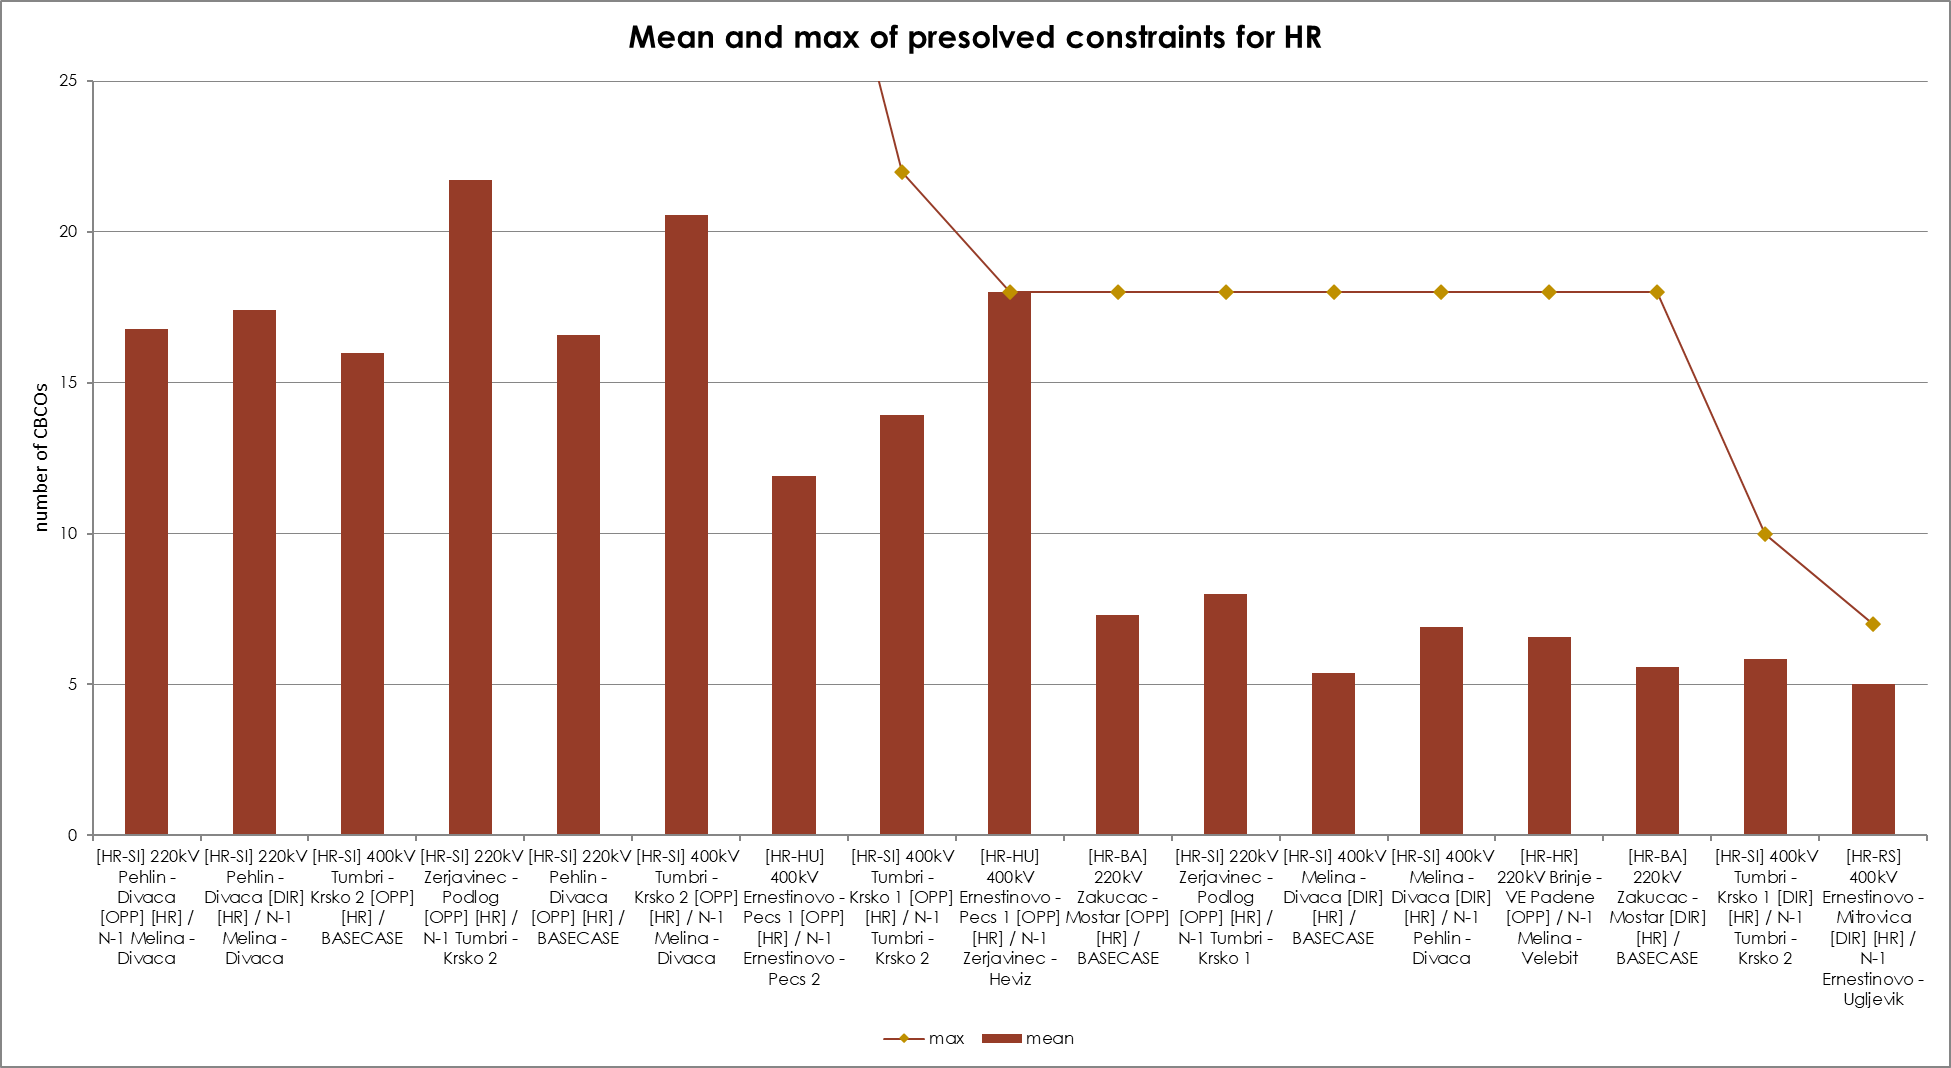 Mean and max of presolved constraints for HR
number of CBCOs
25
20
15
10
5
0
[HR-SI] 220kV
Pehlin -
Divaca
[OPP] [HR] /
N-1 Melina -
Divaca
[HR-SI] 220kV
Pehlin -
Divaca [DIR]
[HR] / N-1
Melina -
Divaca
[HR-SI] 400kV
Tumbri -
Krsko 2 [OPP]
[HR] /
BASECASE
[HR-SI] 220kV
Zerjavinec -
Podlog
[OPP] [HR] /
N-1 Tumbri -
Krsko 2
[HR-SI] 220kV
Pehlin -
Divaca
[OPP] [HR] /
BASECASE
[HR-SI] 400kV
Tumbri -
Krsko 2 [OPP]
[HR] / N-1
Melina -
Divaca
[HR-HU]
400kV
Ernestinovo -
Pecs 1 [OPP]
[HR] / N-1
Ernestinovo -
Pecs 2
[HR-SI] 400kV
Tumbri -
Krsko 1 [OPP]
[HR] / N-1
Tumbri -
Krsko 2
[HR-HU]
400kV
Ernestinovo -
Pecs 1 [OPP]
[HR] / N-1
Zerjavinec -
Heviz
[HR-BA]
220kV
Zakucac -
Mostar [OPP]
[HR] /
BASECASE
[HR-SI] 220kV
Zerjavinec -
Podlog
[OPP] [HR] /
N-1 Tumbri -
Krsko 1
[HR-SI] 400kV
Melina -
Divaca [DIR]
[HR] /
BASECASE
[HR-SI] 400kV
Melina -
Divaca [DIR]
[HR] / N-1
Pehlin -
Divaca
[HR-HR]
220kV Brinje -
VE Padene
[OPP] / N-1
Melina -
Velebit
[HR-BA]
220kV
Zakucac -
Mostar [DIR]
[HR] /
BASECASE
[HR-SI] 400kV
Tumbri -
Krsko 1 [DIR]
[HR] / N-1
Tumbri -
Krsko 2
[HR-RS]
400kV
Ernestinovo -
Mitrovica
[DIR] [HR] /
N-1
Ernestinovo -
Ugljevik
max
mean